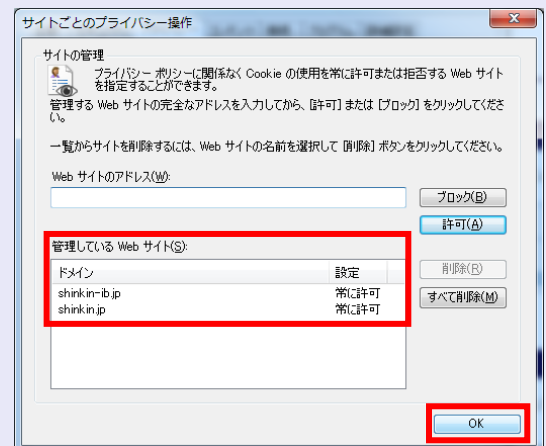 サイトごとのプライバシー操作
サイトの管理
プライバシー ポリシーに関係なく Cookie の使用を常に許可または拒否する Web サイト
を指定することができます。
管理する Web サイトの完全なアドレスを入力してから、[許可] または [ブロック] をクリックしてくださ
い。
一覧からサイトを削除するには、Web サイトの名前を選択して [削除] ボタンをクリックしてください。
Web サイトのアドレス(W):
ブロック(B)
許可(A)
管理している Web サイト(S):
ドメイン 設定
削除(R)
shinkin-ib.jp 常に許可
shinkin.jp 常に許可
すべて削除(M)
OK